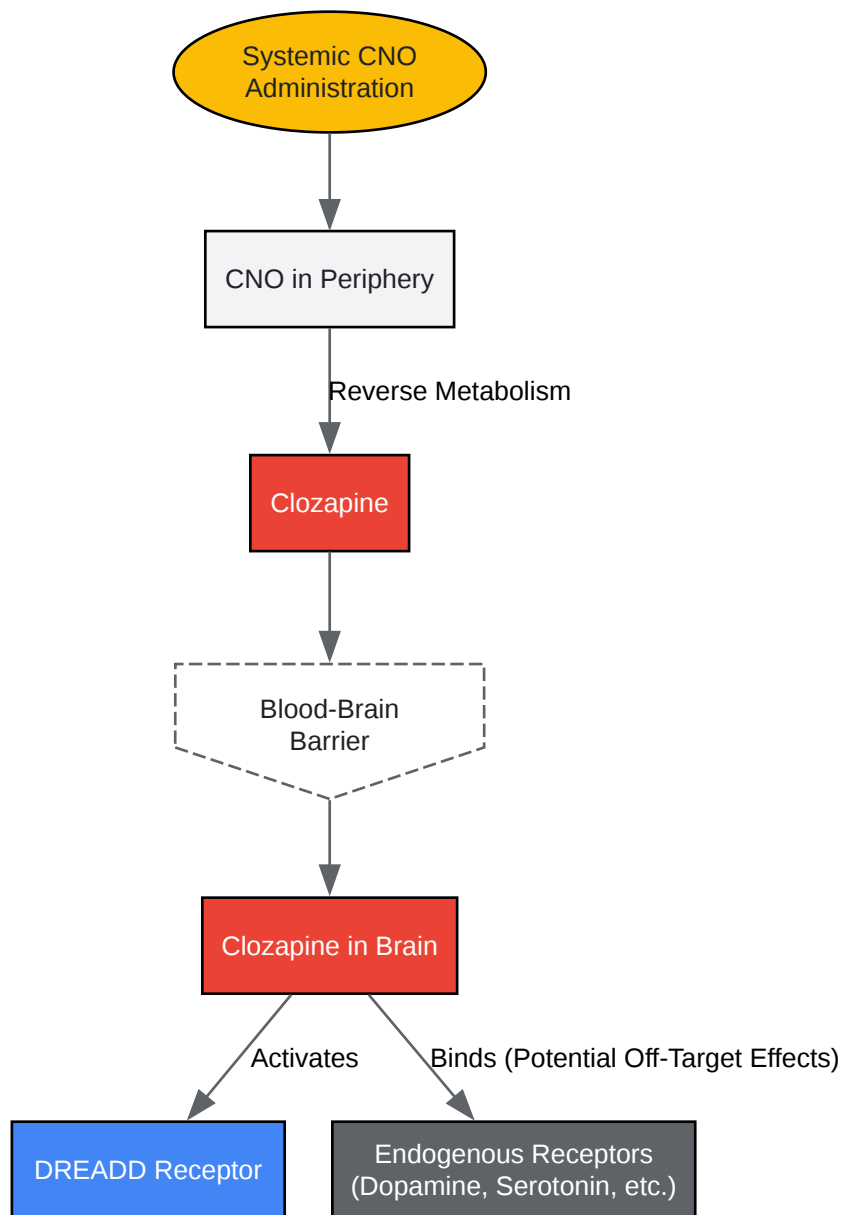 Systemic CNO
Administration
CNO in Periphery
Reverse Metabolism
Clozapine
Blood-Brain
Barrier
Clozapine in Brain
Activates
Binds (Potential Off-Target Effects)
DREADD Receptor
Endogenous Receptors
(Dopamine, Serotonin, etc.)